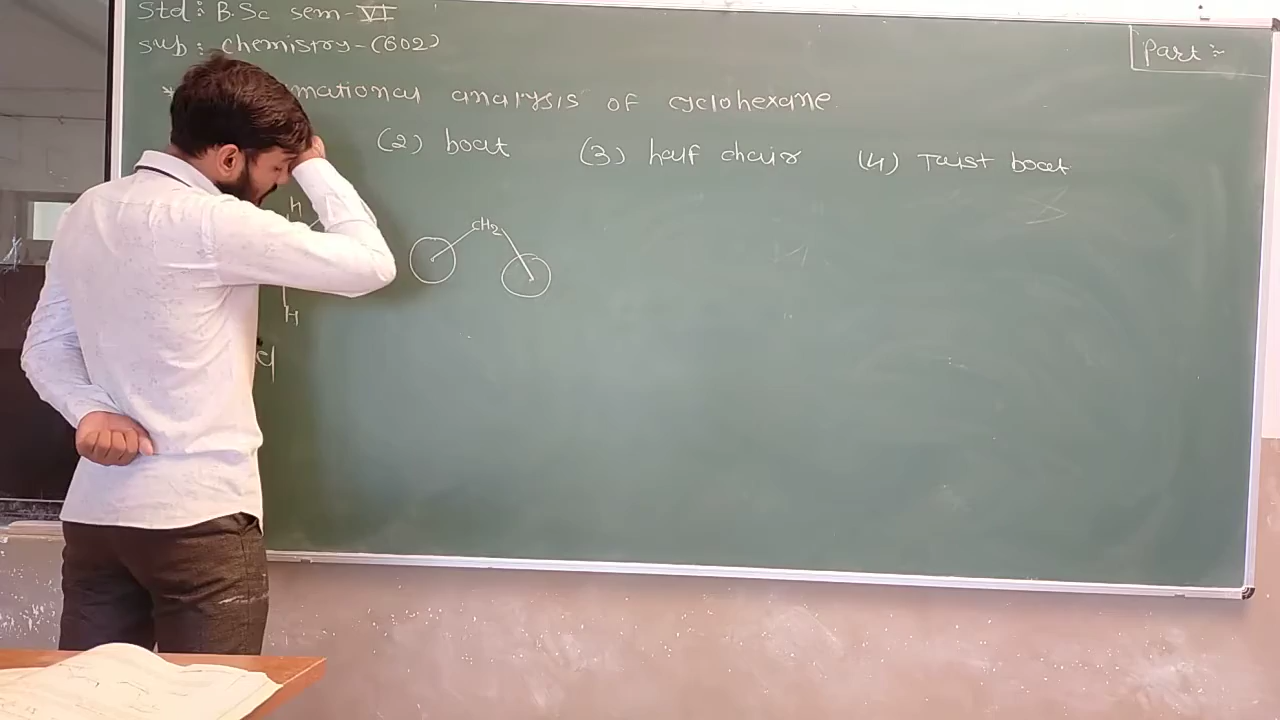 Std : B.Sc sem-VI
Sub : Chemistry-(602)
Part :-
* mational analysis of cyclohexane
(2) boat (3) half chair (4) Twist boat
H
CH2
H